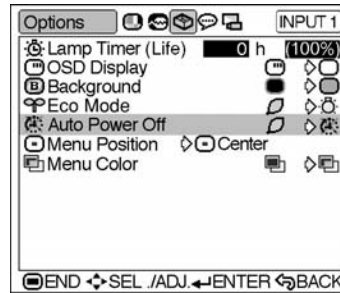 Options INPUT 1
Lamp Timer (Life) 0 h (100%)
OSD Display
B Background
Eco Mode
Auto Power Off
Menu Position Center
Menu Color
END SEL ./ADJ. ENTER BACK